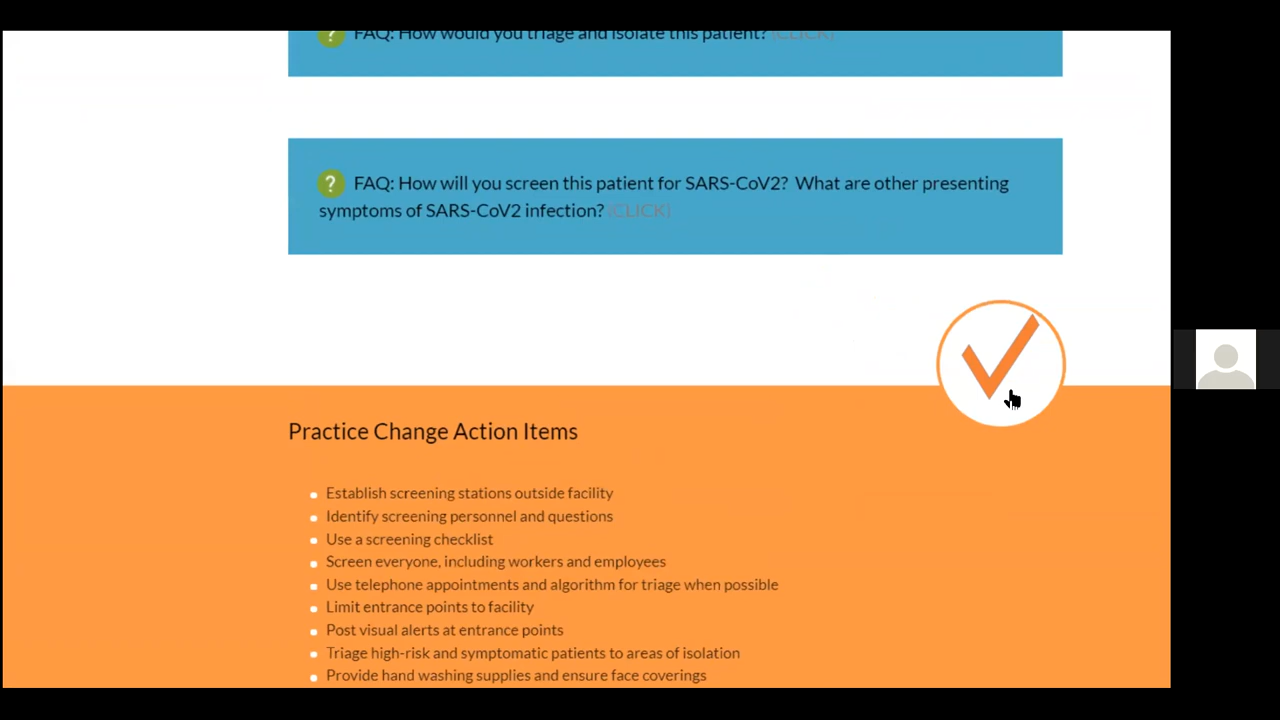 FAQ: How would you triage and isolate this patient? (CLICK)
FAQ: How will you screen this patient for SARS-CoV2? What are other presenting
symptoms of SARS-CoV2 infection? (CLICK)
Practice Change Action Items
Establish screening stations outside facility
Identify screening personnel and questions
Use a screening checklist
Screen everyone, including workers and employees
Use telephone appointments and algorithm for triage when possible
Limit entrance points to facility
Post visual alerts at entrance points
Triage high-risk and symptomatic patients to areas of isolation
Provide hand washing supplies and ensure face coverings